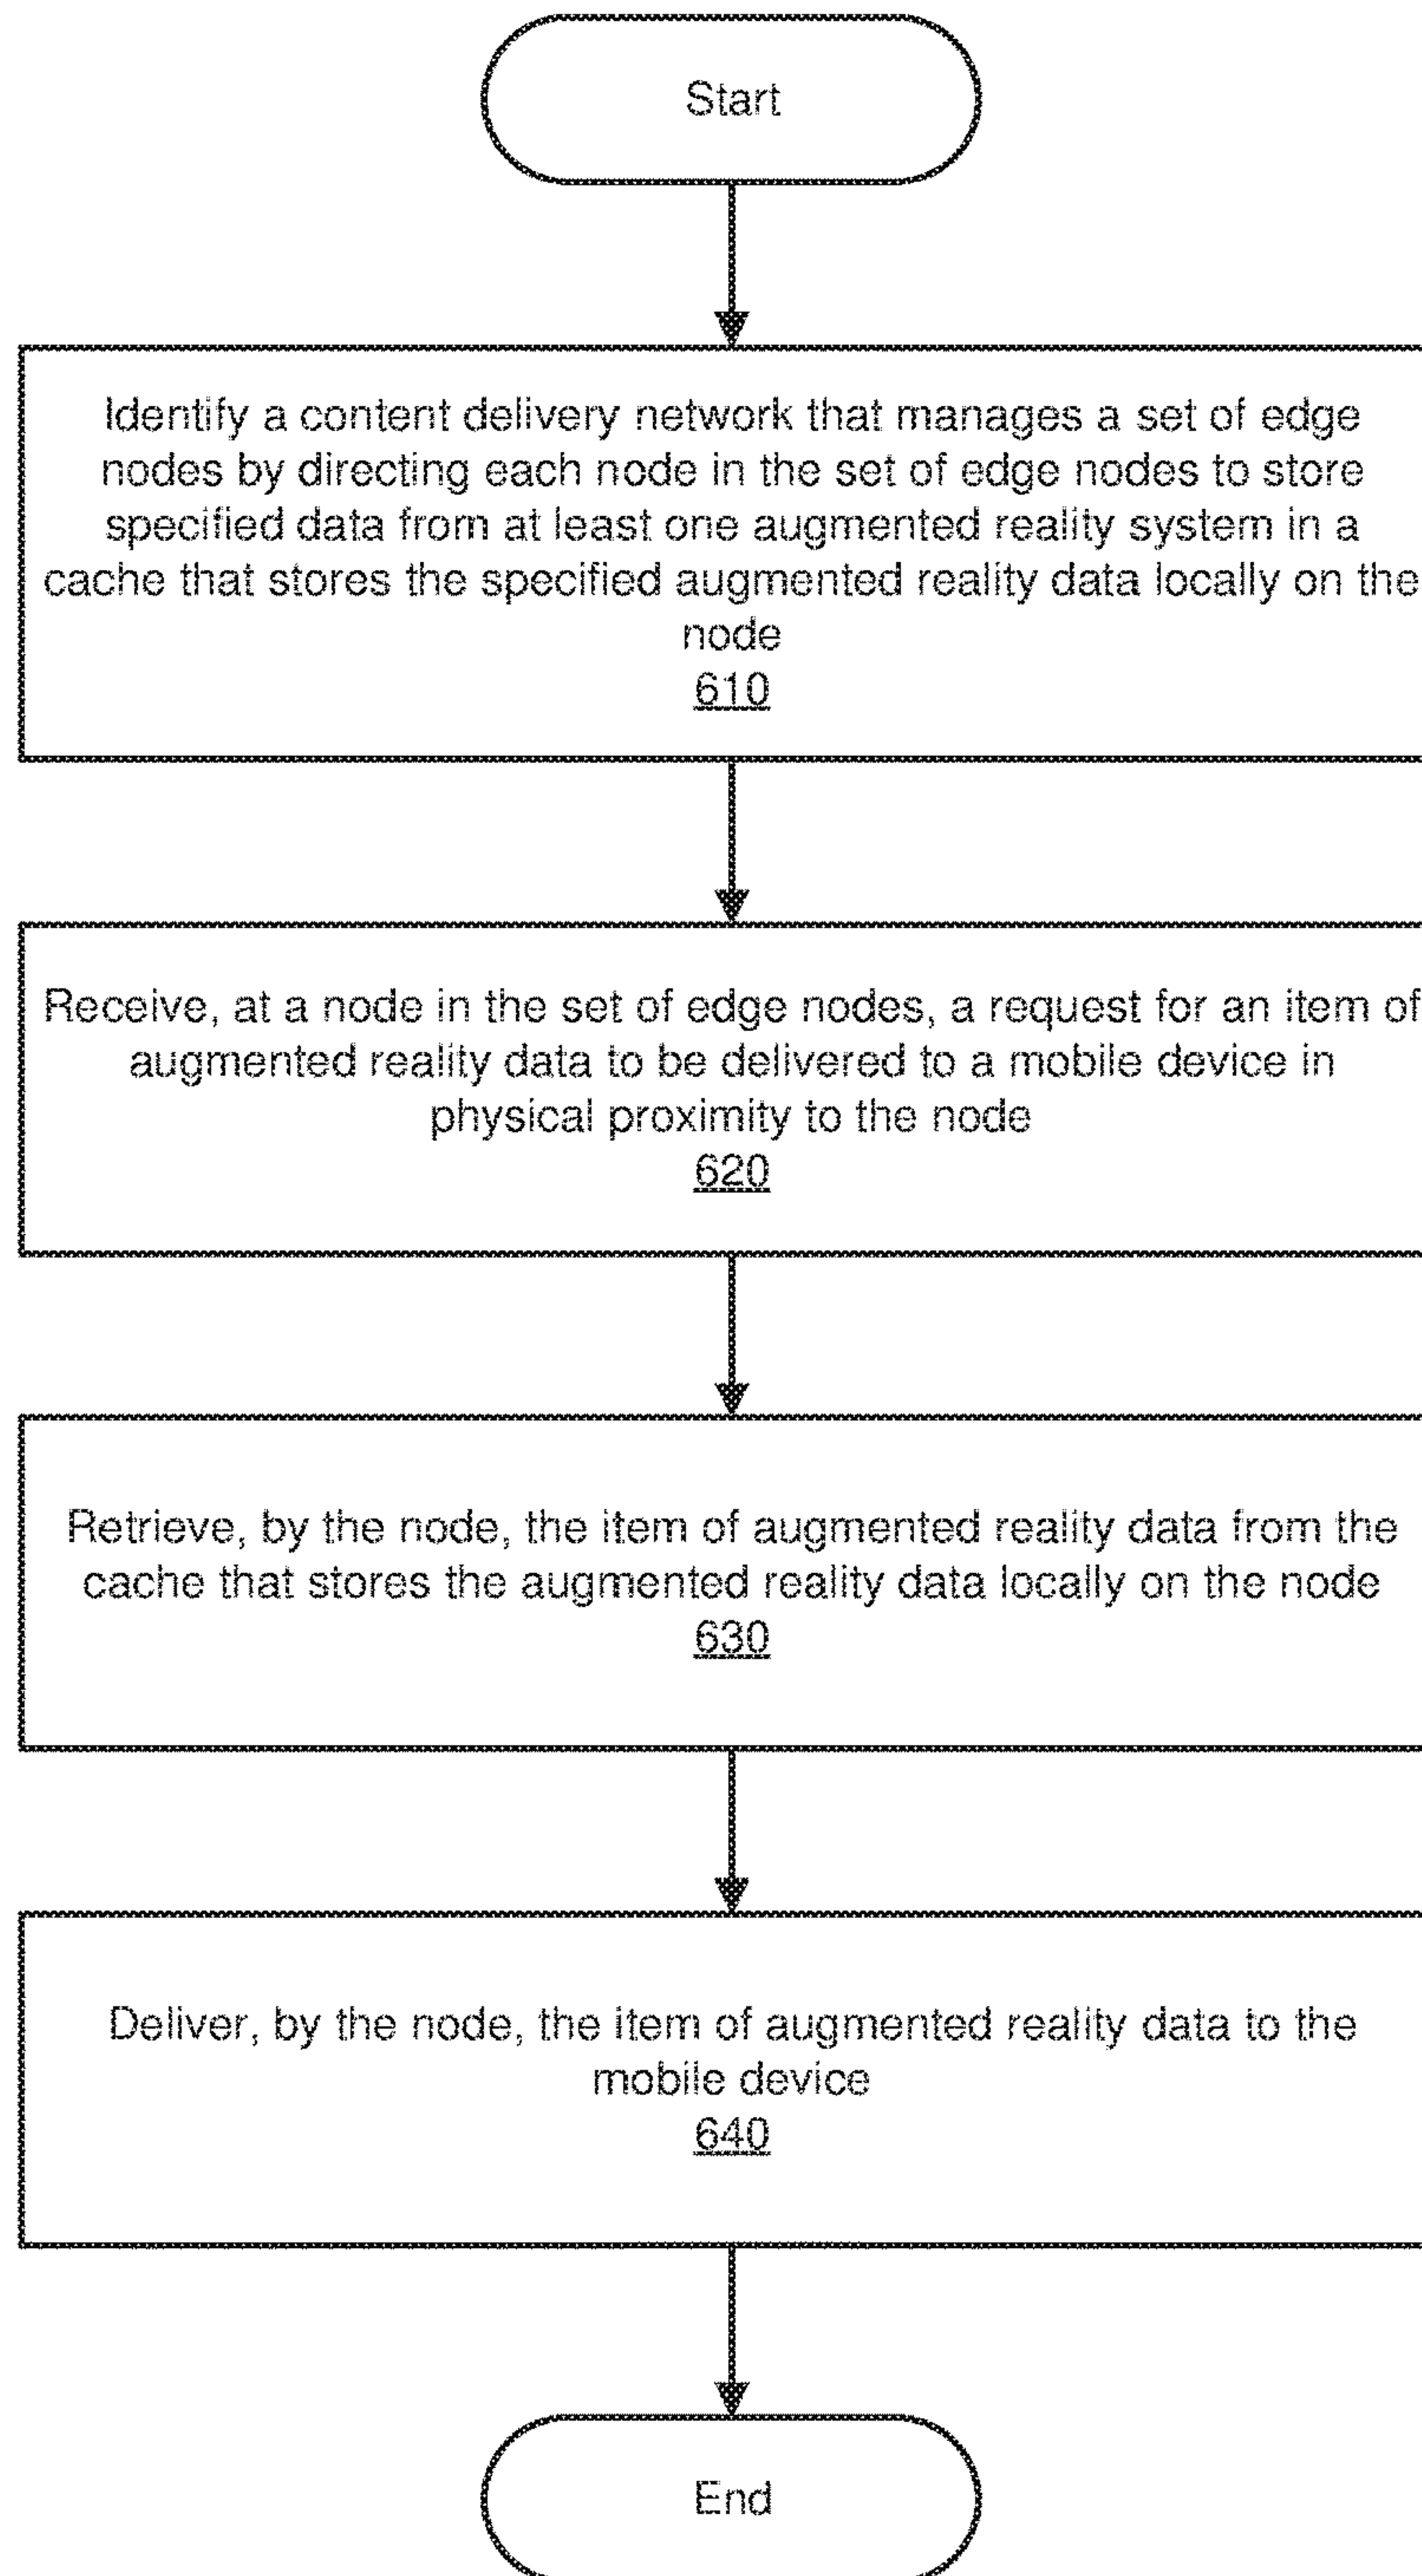 Start
Identify a content delivery network that manages a set of edge
nodes by directing each node in the set of edge nodes to store
specified data from at least one augmented reality system in a
cache that stores the specified augmented reality data locally on the
node
610
Receive, at a node in the set of edge nodes, a request for an item of
augmented reality data to be delivered to a mobile device in
physical proximity to the node
620
Retrieve, by the node, the item of augmented reality data from the
cache that stores the augmented reality data locally on the node
630
Deliver, by the node, the item of augmented reality data to the
mobile device
640
End